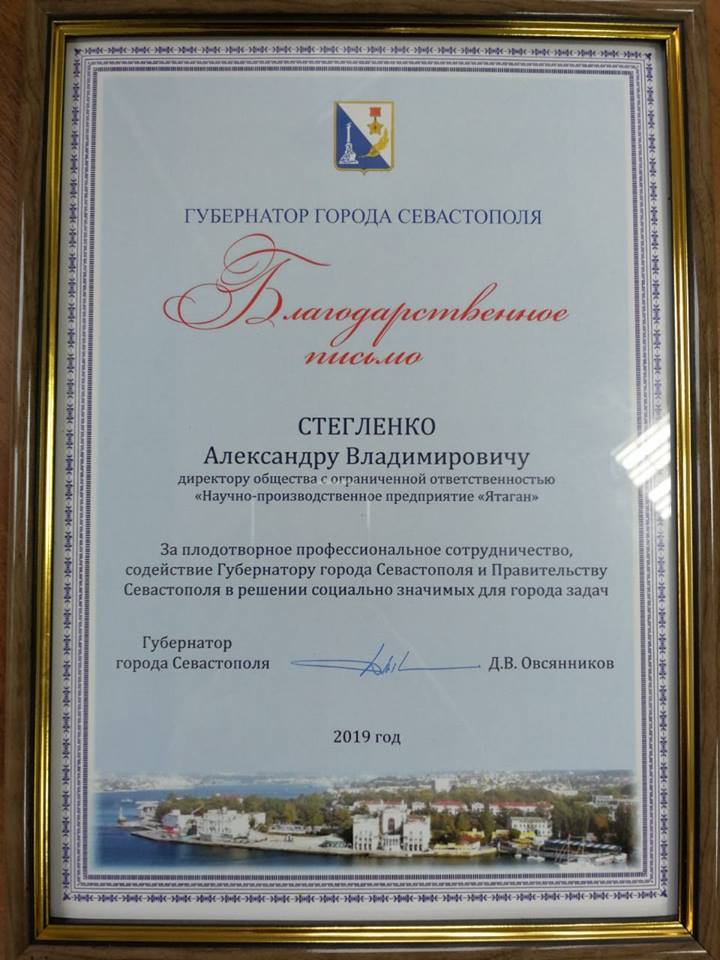 ГУБЕРНАТОР ГОРОДА СЕВАСТОПОЛЯ
Благодарственное
письмо
СТЕГЛЕНКО
Александру Владимировичу
директору общества с ограниченной ответственностью
«Научно-производственное предприятие «Ятаган»
За плодотворное профессиональное сотрудничество,
содействие Губернатору города Севастополя и Правительству
Севастополя в решении социально значимых для города задач
Губернатор
города Севастополя Д.В. Овсянников
2019 год